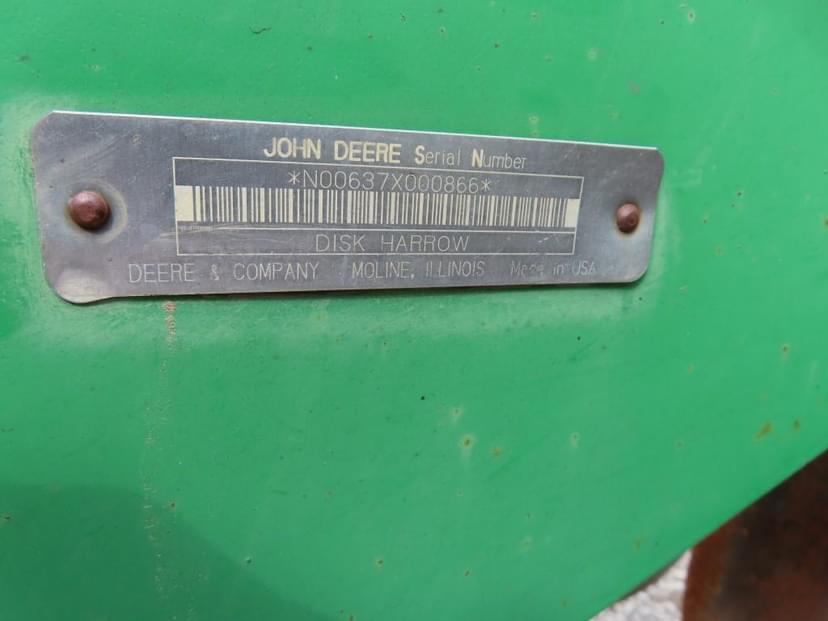 JOHN DEERE Serial Number
*N00637X000866*
DISK HARROW
DEERE & COMPANY MOLINE, ILLINOIS Made in USA